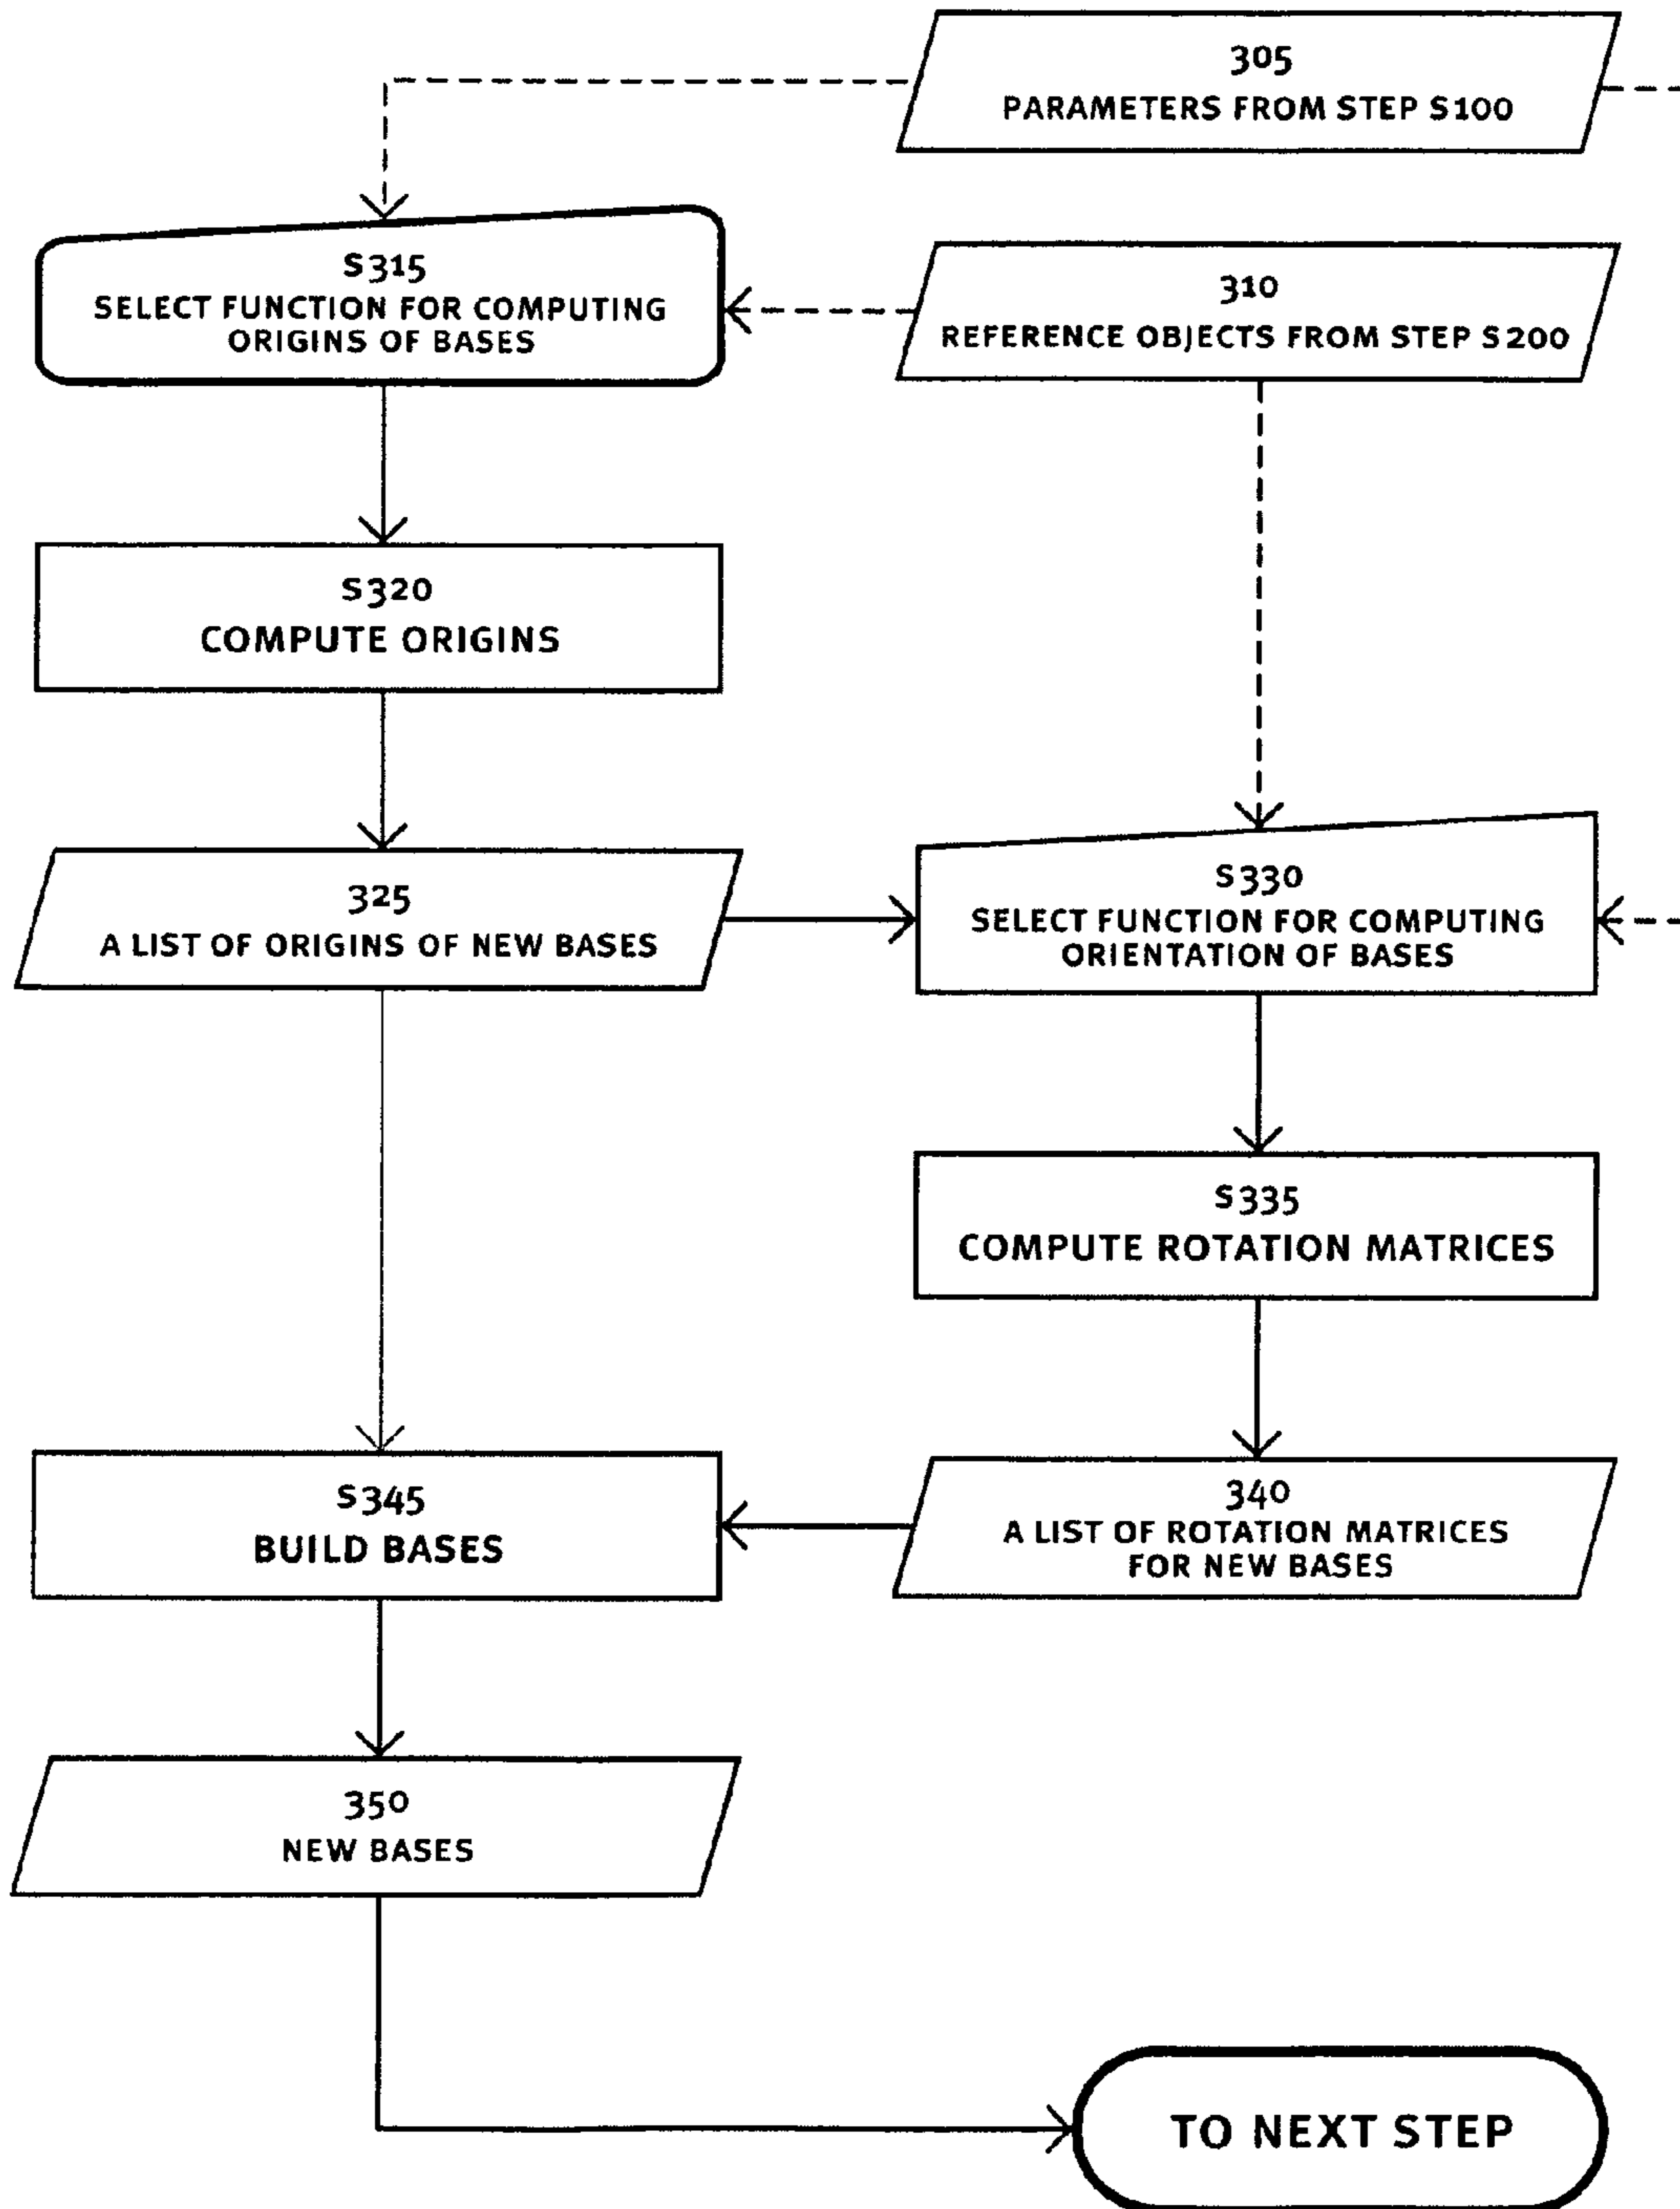 305
PARAMETERS FROM STEP S100
S315
SELECT FUNCTION FOR COMPUTING
ORIGINS OF BASES
310
REFERENCE OBJECTS FROM STEP S200
S320
COMPUTE ORIGINS
325
A LIST OF ORIGINS OF NEW BASES
S330
SELECT FUNCTION FOR COMPUTING
ORIENTATION OF BASES
S335
COMPUTE ROTATION MATRICES
S345
BUILD BASES
340
A LIST OF ROTATION MATRICES
FOR NEW BASES
350
NEW BASES
TO NEXT STEP